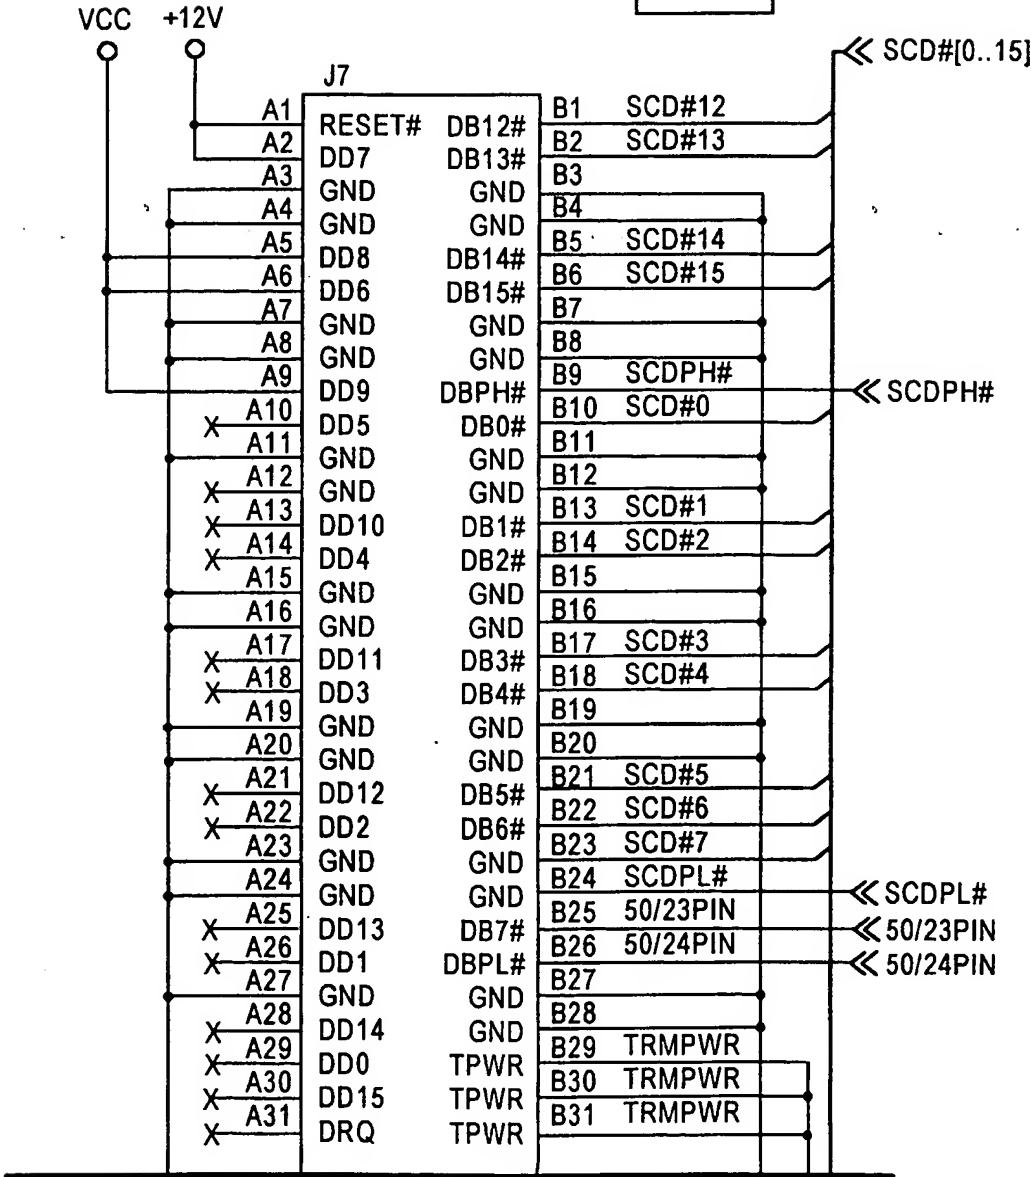 VCC +12V
SCD#[0..15]
J7
A1 RESET# DB12# B1 SCD#12
A2 DD7 DB13# B2 SCD#13
A3 GND GND B3
A4 GND GND B4
A5 DD8 DB14# B5 SCD#14
A6 DD6 DB15# B6 SCD#15
A7 GND GND B7
A8 GND GND B8
A9 DD9 DBPH# B9 SCDPH# SCDPH#
A10 DD5 DB0# B10 SCD#0
A11 GND GND B11
A12 GND GND B12
A13 DD10 DB1# B13 SCD#1
A14 DD4 DB2# B14 SCD#2
A15 GND GND B15
A16 GND GND B16
A17 DD11 DB3# B17 SCD#3
A18 DD3 DB4# B18 SCD#4
A19 GND GND B19
A20 GND GND B20
A21 DD12 DB5# B21 SCD#5
A22 DD2 DB6# B22 SCD#6
A23 GND GND B23 SCD#7
A24 GND GND B24 SCDPL# SCDPL#
A25 DD13 DB7# B25 50/23PIN 50/23PIN
A26 DD1 DBPL# B26 50/24PIN 50/24PIN
A27 GND GND B27
A28 DD14 GND B28
A29 DD0 TPWR B29 TRMPWR
A30 DD15 TPWR B30 TRMPWR
A31 DRQ TPWR B31 TRMPWR